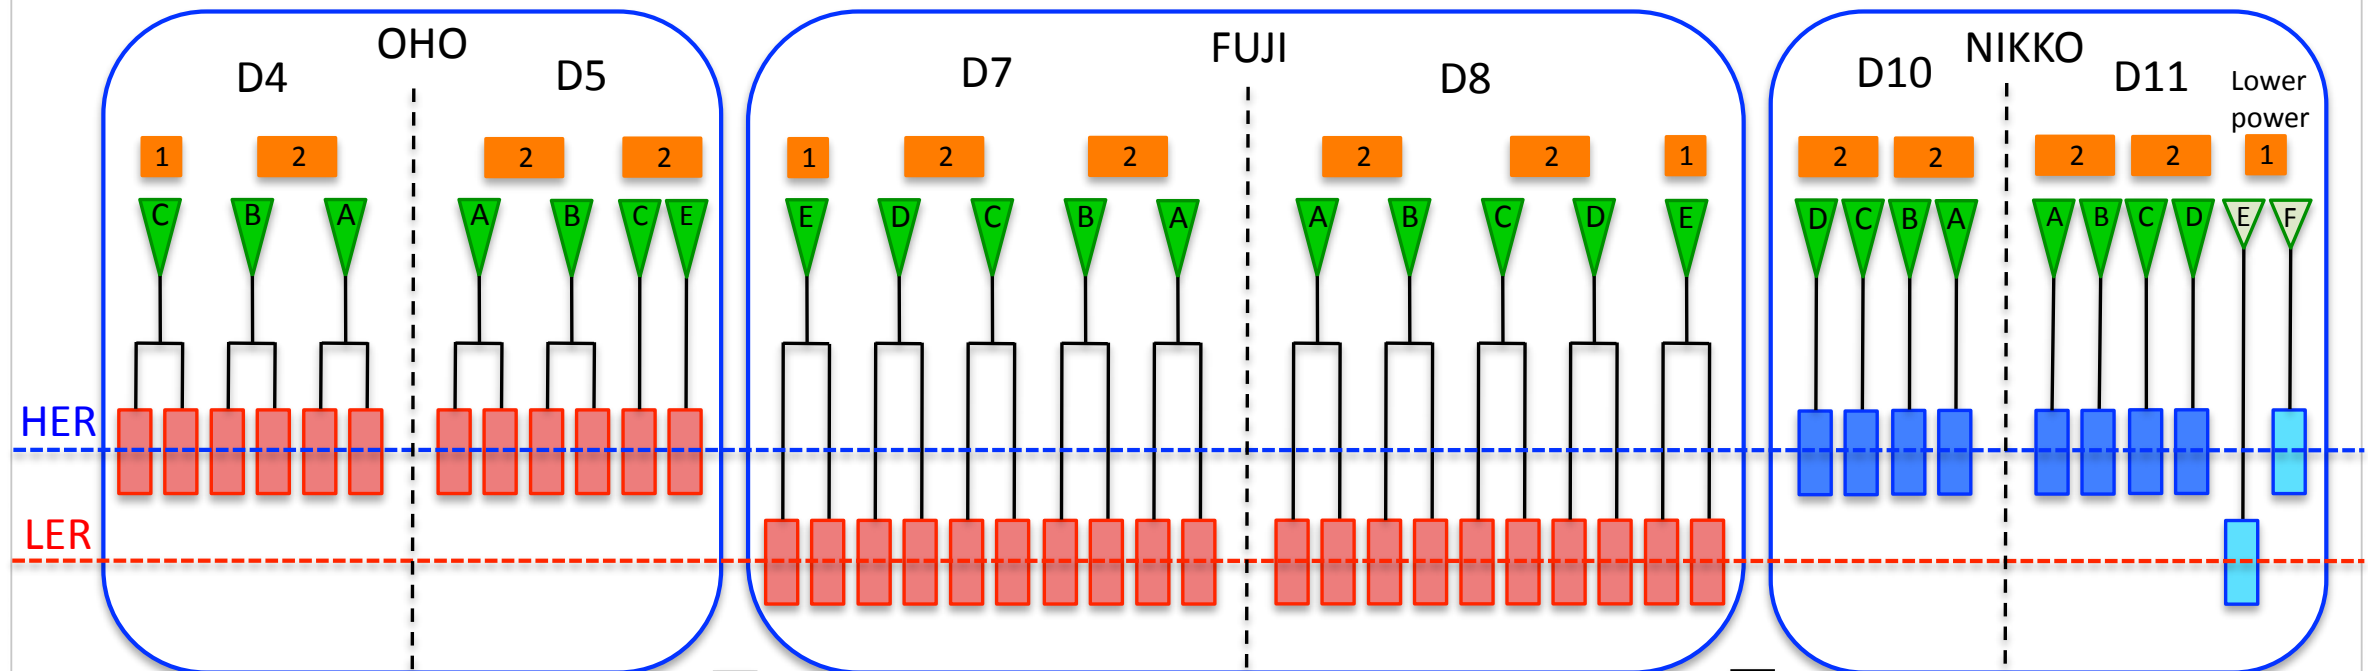 OHO
FUJI
NIKKO
D4
D5
D7
D8
D10
D11
Lower
power
1 2 2 2 1 2 2 2 2 1 2 2 2 2 1
C B A A B C E E D C B A A B C D E D C B A A B C D E F
HER
LER